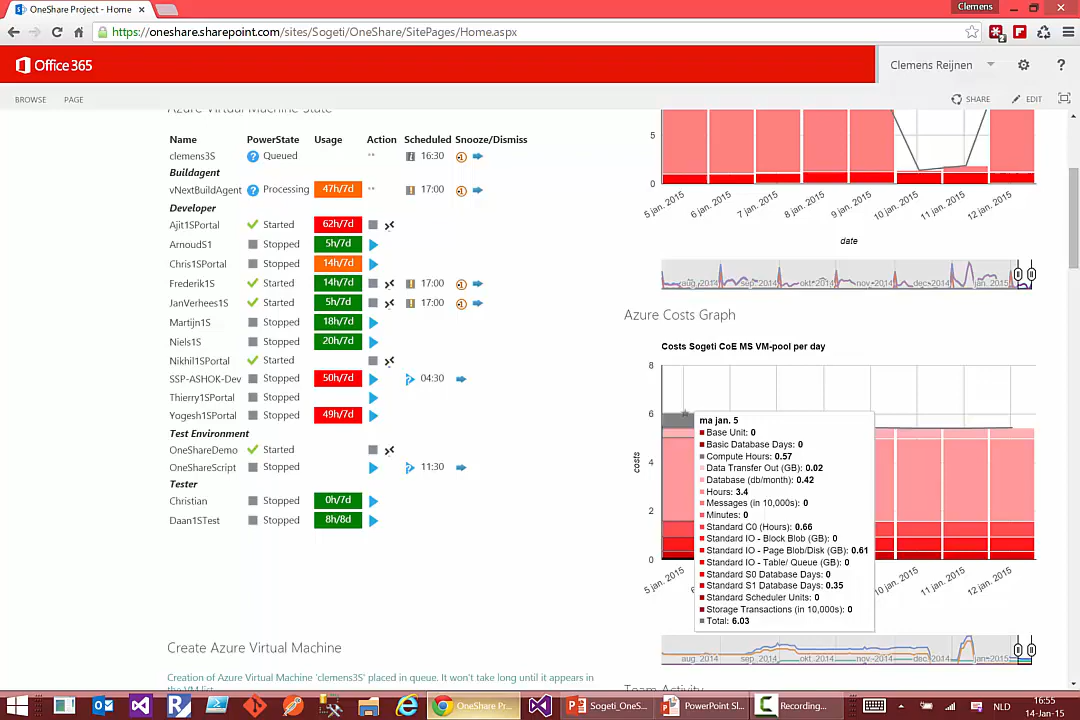 Clemens
OneShare Project - Home
https://oneshare.sharepoint.com/sites/Sogeti/OneShare/SitePages/Home.aspx
Office 365
Clemens Reijnen
?
BROWSE PAGE
SHARE EDIT
Azure Virtual Machine State
Name PowerState Usage Action Scheduled Snooze/Dismiss
clemens3S Queued 16:30
Buildagent
vNextBuildAgent Processing 47h/7d 17:00
Developer
Ajit1SPortal Started 62h/7d
ArnoudS1 Stopped 5h/7d
Chris1SPortal Stopped 14h/7d
Frederik1S Started 14h/7d 17:00
JanVerhees1S Started 5h/7d 17:00
Martijn1S Stopped 18h/7d
Niels1S Stopped 20h/7d
Nikhil1SPortal Started
SSP-ASHOK-Dev Stopped 50h/7d 04:30
Thierry1SPortal Stopped
Yogesh1SPortal Stopped 49h/7d
Test Environment
OneShareDemo Started
OneShareScript Stopped 11:30
Tester
Christian Stopped 0h/7d
Daan1STest Stopped 8h/8d
Create Azure Virtual Machine
Creation of Azure Virtual Machine 'clemens3S' placed in queue. It won't take long until it appears in
the VM list
5
0
5 jan. 2015 6 jan. 2015 7 jan. 2015 8 jan. 2015 9 jan. 2015 10 jan. 2015 11 jan. 2015 12 jan. 2015
date
aug. 2014 sep. 2014 okt. 2014 nov. 2014 dec. 2014 jan. 2015
Azure Costs Graph
Costs Sogeti CoE MS VM-pool per day
8
6
4
2
0
costs
ma jan. 5
Base Unit: 0
Basic Database Days: 0
Compute Hours: 0.57
Data Transfer Out (GB): 0.02
Database (db/month): 0.42
Hours: 3.4
Messages (in 10,000s): 0
Minutes: 0
Standard C0 (Hours): 0.66
Standard IO - Block Blob (GB): 0
Standard IO - Page Blob/Disk (GB): 0.61
Standard IO - Table/ Queue (GB): 0
Standard S0 Database Days: 0
Standard S1 Database Days: 0.35
Standard Scheduler Units: 0
Storage Transactions (in 10,000s): 0
Total: 6.03
5 jan. 2015 10 jan. 2015 11 jan. 2015 12 jan. 2015
aug. 2014 sep. 2014 okt. 2014 nov. 2014 dec. 2014 jan. 2015
Team Activity
OneShare Pr... Sogeti_OneS... PowerPoint Sl... Recording... NLD
16:55
14-Jan-15